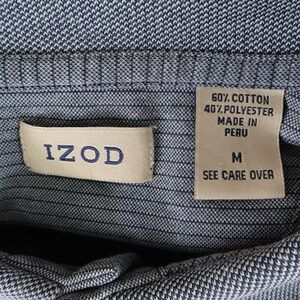 IZOD
60% COTTON
40% POLYESTER
MADE IN
PERU
M
SEE CARE OVER